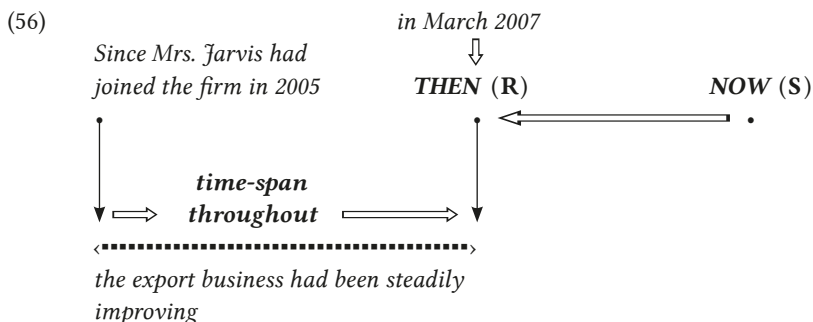 (56)
in March 2007
Since Mrs. Jarvis had
joined the firm in 2005
THEN (R)
NOW (S)
time-span
throughout
the export business had been steadily
improving